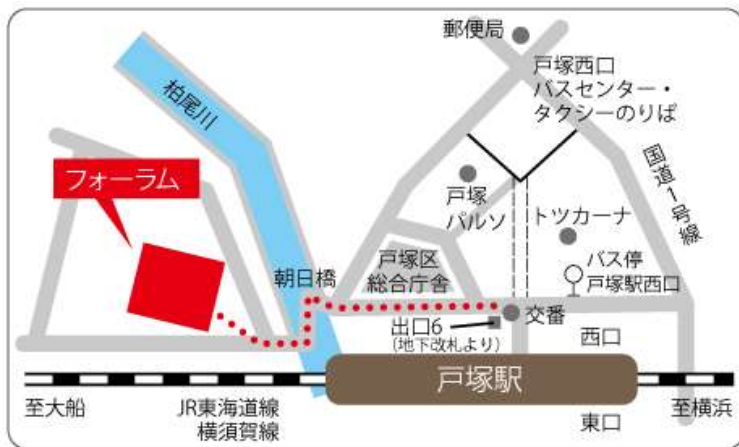 郵便局
戸塚西口
バスセンター・
タクシーのりば
柏尾川
国道1号線
フォーラム
戸塚
パルソ
トツカーナ
バス停
戸塚駅西口
戸塚区
総合庁舎
朝日橋
交番
出口6
(地下改札より)
西口
戸塚駅
至大船
JR東海道線
横須賀線
至横浜
東口